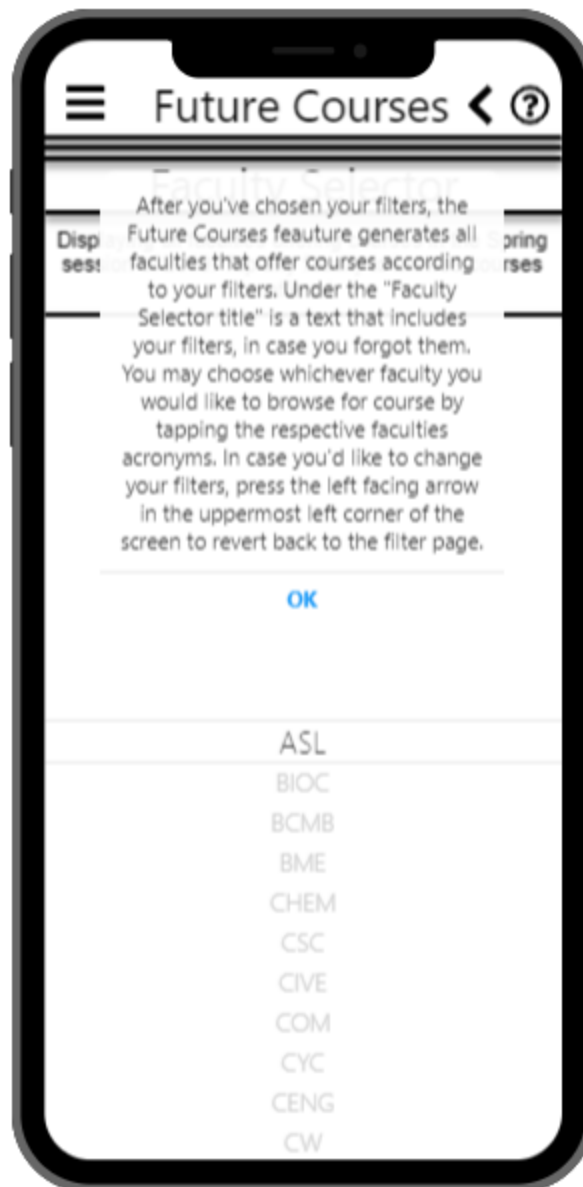 Future Courses
Faculty Selector
After you've chosen your filters, the
Future Courses feauture generates all
faculties that offer courses according
to your filters. Under the "Faculty
Selector title" is a text that includes
your filters, in case you forgot them.
You may choose whichever faculty you
would like to browse for course by
tapping the respective faculties
acronyms. In case you'd like to change
your filters, press the left facing arrow
in the uppermost left corner of the
screen to revert back to the filter page.
Spring
OK
ASL
BIOC
BCMB
BME
CHEM
CSC
CIVE
COM
CYC
CENG
CW